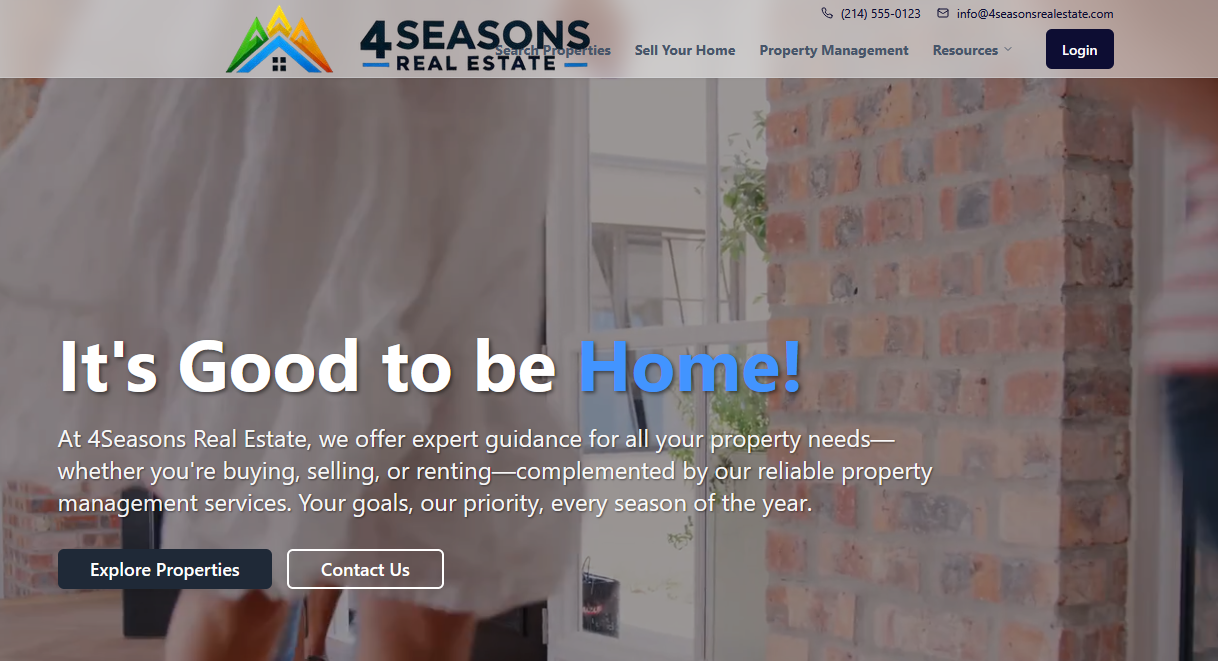 (214) 555-0123 info@4seasonsrealestate.com
4 SEASONS
REAL ESTATE
Search Properties Sell Your Home Property Management Resources Login
It's Good to be Home!
At 4Seasons Real Estate, we offer expert guidance for all your property needs—
whether you're buying, selling, or renting—complemented by our reliable property
management services. Your goals, our priority, every season of the year.
Explore Properties Contact Us